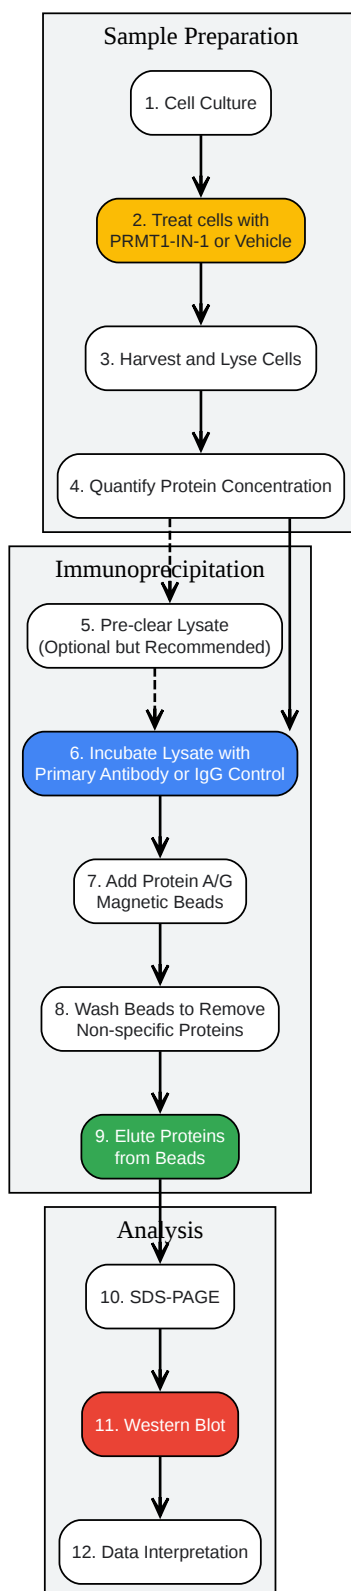 Sample Preparation
1. Cell Culture
2. Treat cells with
PRMT1-IN-1 or Vehicle
3. Harvest and Lyse Cells
4. Quantify Protein Concentration
Immunoprecipitation
5. Pre-clear Lysate
(Optional but Recommended)
6. Incubate Lysate with
Primary Antibody or IgG Control
7. Add Protein A/G
Magnetic Beads
8. Wash Beads to Remove
Non-specific Proteins
9. Elute Proteins
from Beads
Analysis
10. SDS-PAGE
11. Western Blot
12. Data Interpretation